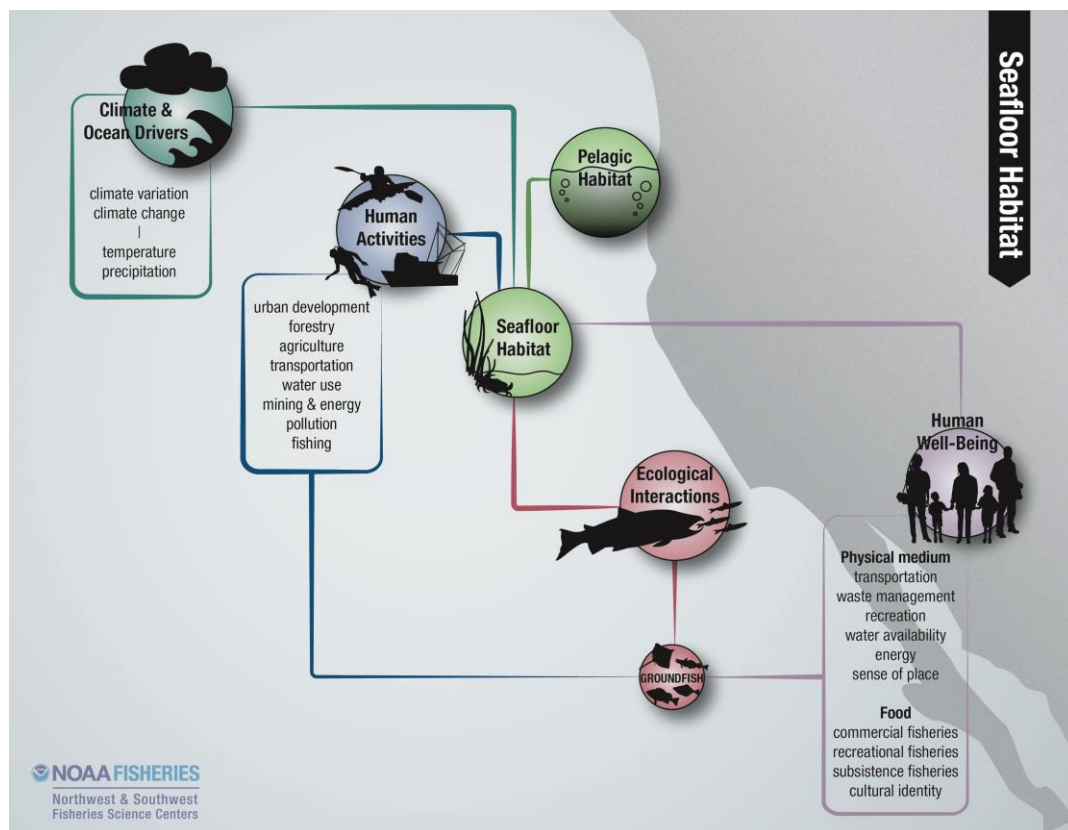 Seafloor Habitat
Climate &
Ocean Drivers
climate variation
climate change
temperature
precipitation
Human
Activities
urban development
forestry
agriculture
transportation
water use
mining & energy
pollution
fishing
Pelagic
Habitat
Seafloor
Habitat
Ecological
Interactions
GROUNDFISH
Human
Well-Being
Physical medium
transportation
waste management
recreation
water availability
energy
sense of place
Food
commercial fisheries
recreational fisheries
subsistence fisheries
cultural identity
NOAA FISHERIES
Northwest & Southwest
Fisheries Science Centers